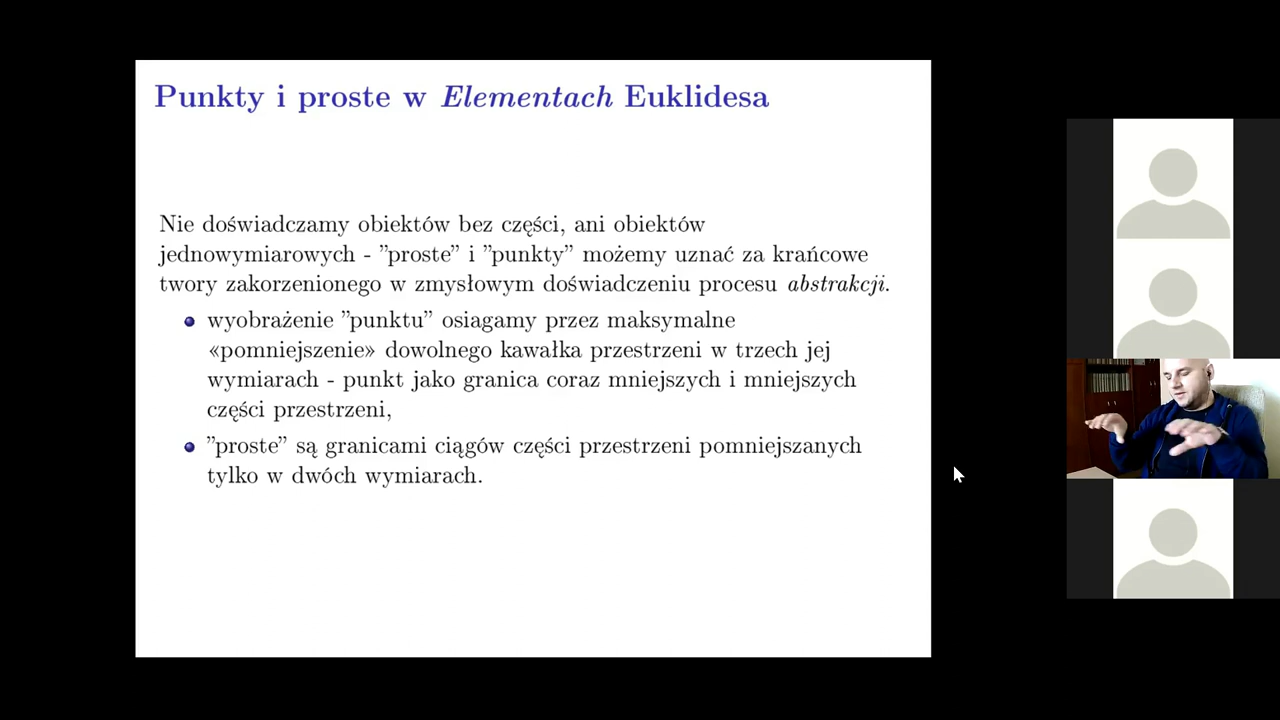 Punkty i proste w Elementach Euklidesa
Nie doświadczamy obiektów bez części, ani obiektów
jednowymiarowych - ”proste” i ”punkty” możemy uznać za krańcowe
twory zakorzenionego w zmysłowym doświadczeniu procesu abstrakcji.
wyobrażenie ”punktu” osiagamy przez maksymalne
«pomniejszenie» dowolnego kawałka przestrzeni w trzech jej
wymiarach - punkt jako granica coraz mniejszych i mniejszych
części przestrzeni,
”proste” są granicami ciągów części przestrzeni pomniejszanych
tylko w dwóch wymiarach.